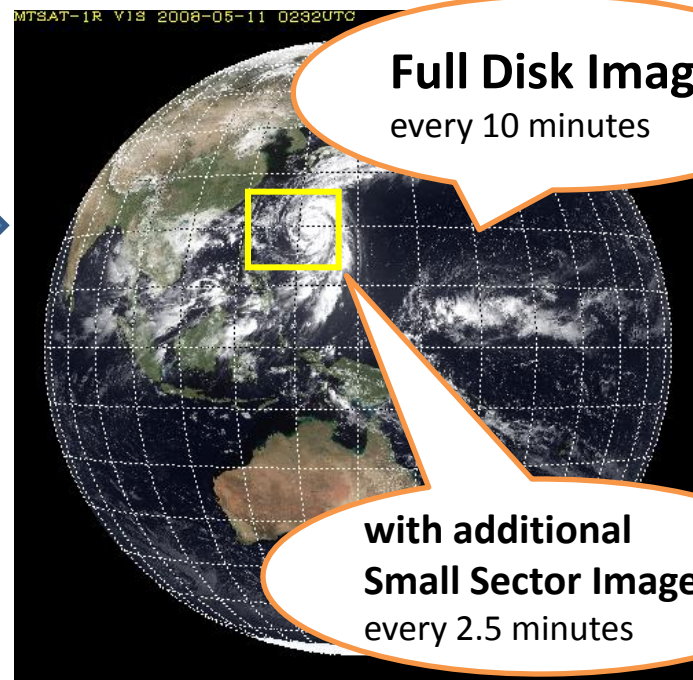 MTSAT-1R VIS 2008-05-11 0232UTC
Full Disk Imag
every 10 minutes
with additional
Small Sector Image
every 2.5 minutes